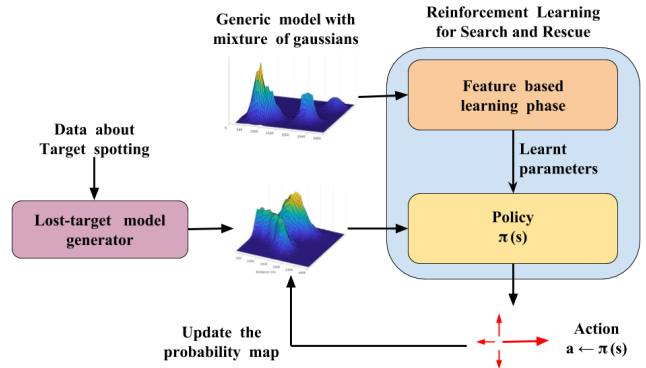 Generic model with
mixture of gaussians
Reinforcement Learning
for Search and Rescue
Feature based
learning phase
Data about
Target spotting
Learnt
parameters
Lost-target model
generator
Policy
π(s)
Update the
probability map
Action
a ← π(s)